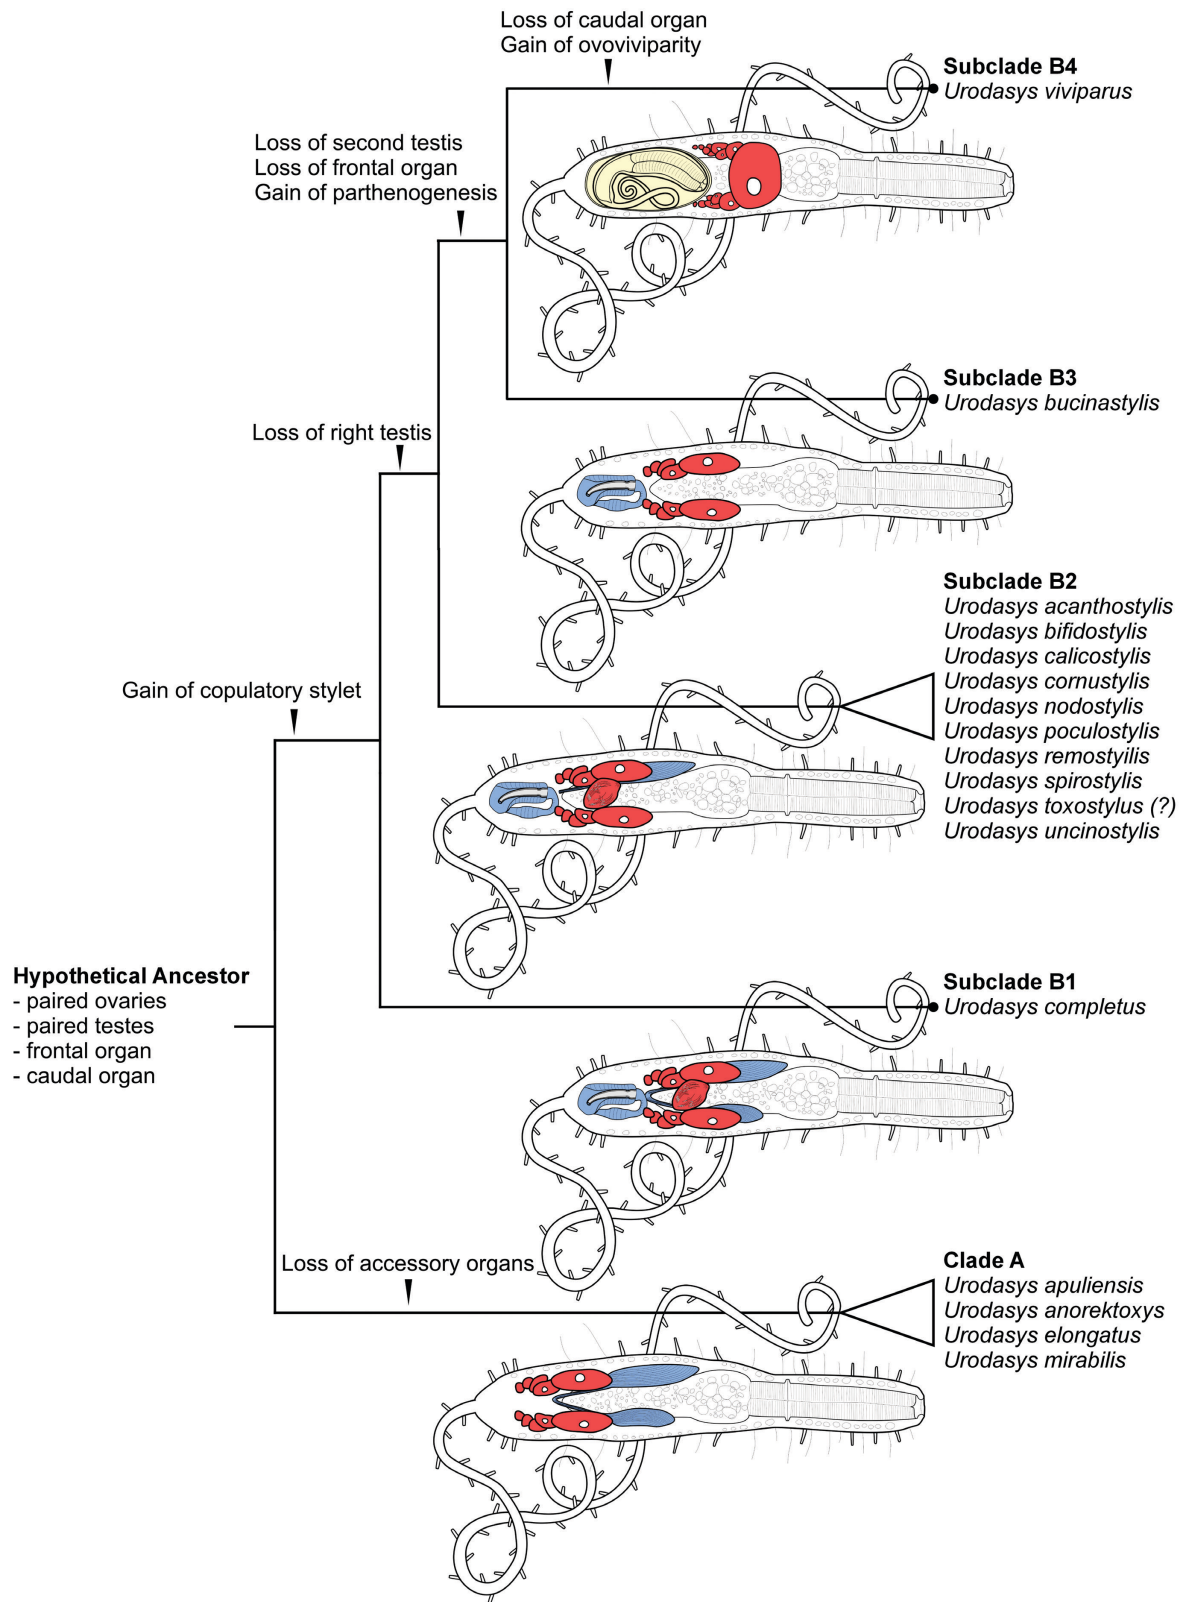 Loss of caudal organ
Gain of ovoviviparity
Subclade B4
Urodasys viviparus
Loss of second testis
Loss of frontal organ
Gain of parthenogenesis
Subclade B3
Urodasys bucinastylis
Loss of right testis
Subclade B2
Urodasys acanthostylis
Urodasys bifidostylis
Urodasys calicostylis
Urodasys cornustylis
Urodasys nodostylis
Urodasys poculostylis
Urodasys remostyilis
Urodasys spirostylis
Urodasys toxostylus (?)
Urodasys uncinostylis
Gain of copulatory stylet
Hypothetical Ancestor
- paired ovaries
- paired testes
- frontal organ
- caudal organ
Subclade B1
Urodasys completus
Loss of accessory organs
Clade A
Urodasys apuliensis
Urodasys anorektoxys
Urodasys elongatus
Urodasys mirabilis